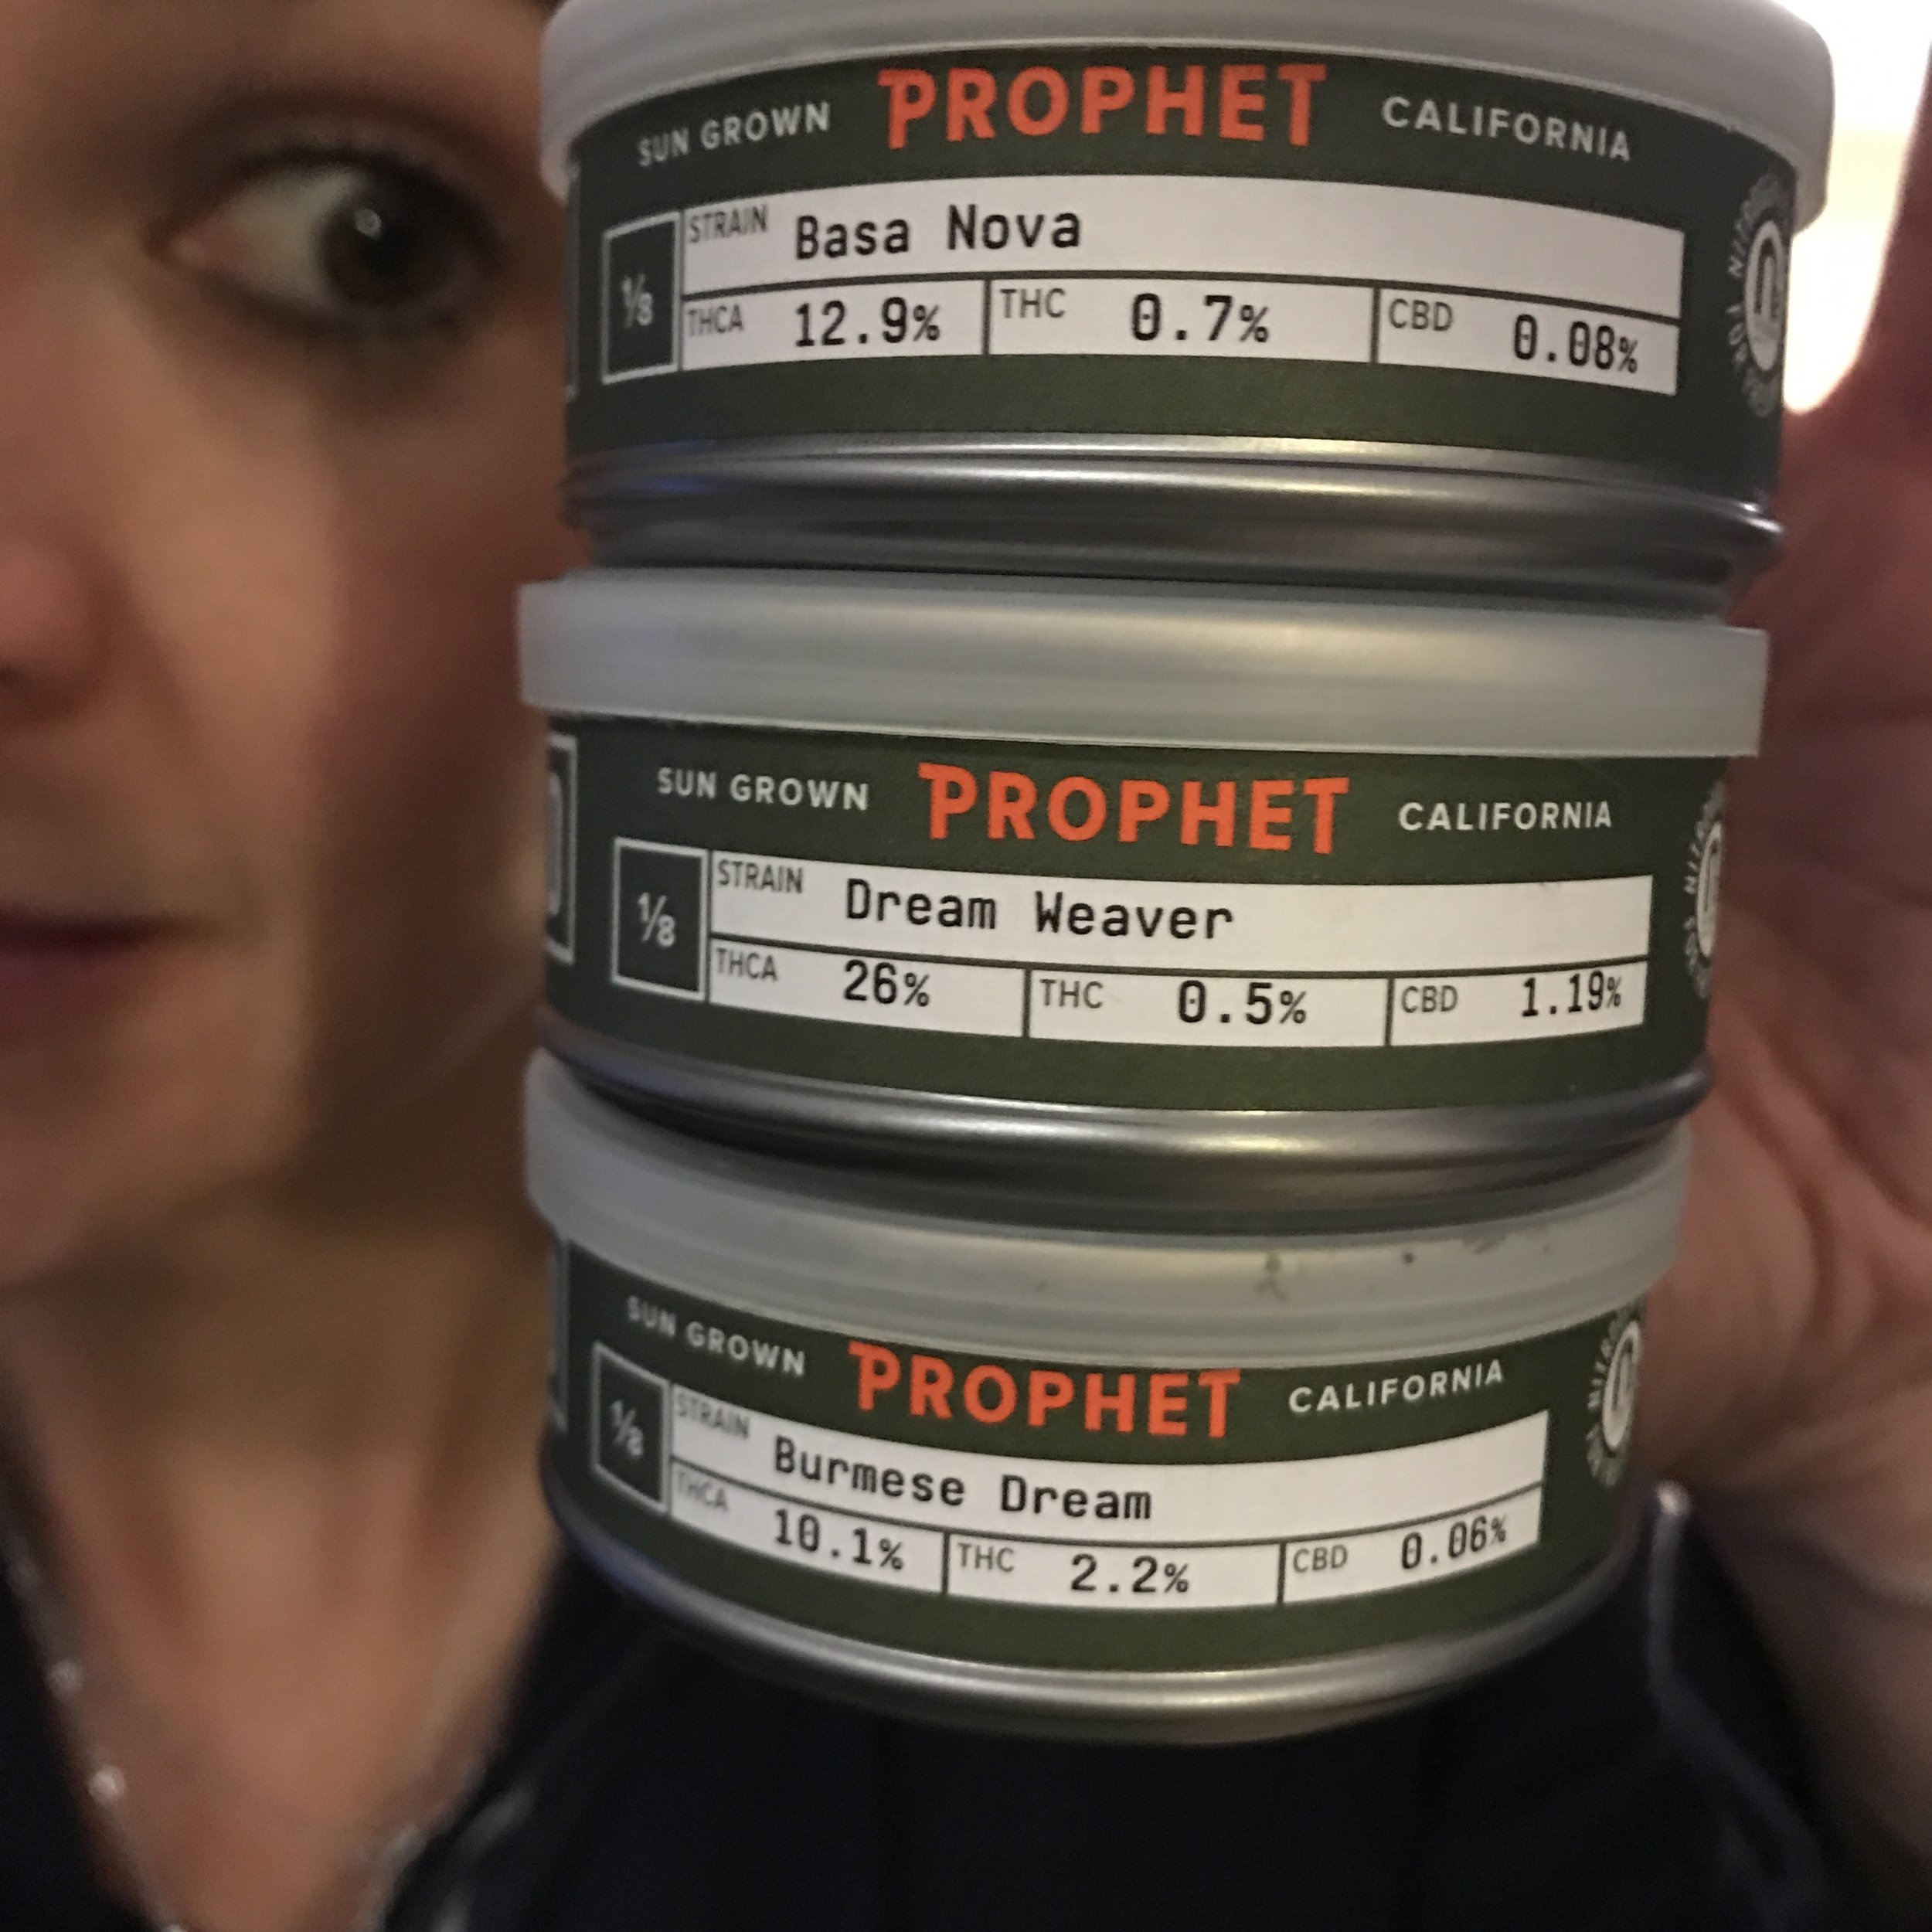 SUN GROWN PROPHET CALIFORNIA
1/8
STRAIN Basa Nova
THCA 12.9% THC 0.7% CBD 0.08%
SUN GROWN PROPHET CALIFORNIA
1/8
STRAIN Dream Weaver
THCA 26% THC 0.5% CBD 1.19%
SUN GROWN PROPHET CALIFORNIA
1/8
STRAIN Burmese Dream
THCA 10.1% THC 2.2% CBD 0.06%